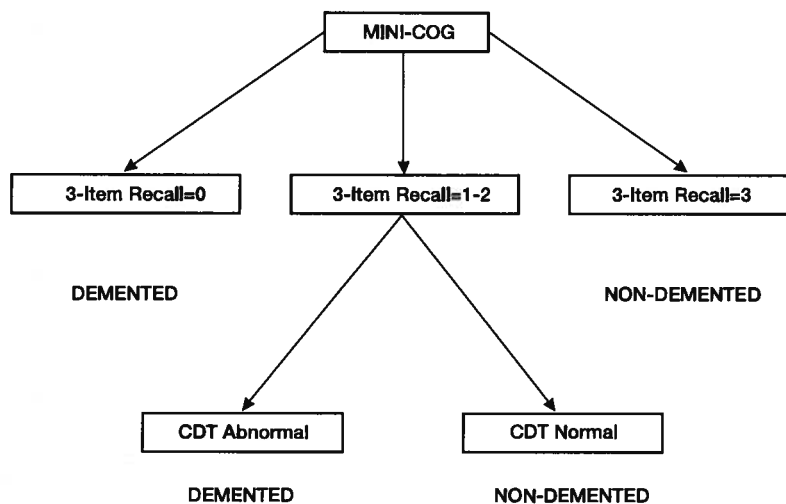 MINI-COG
3-Item Recall=0
3-Item Recall=1-2
3-Item Recall=3
DEMENTED
NON-DEMENTED
CDT Abnormal
CDT Normal
DEMENTED
NON-DEMENTED